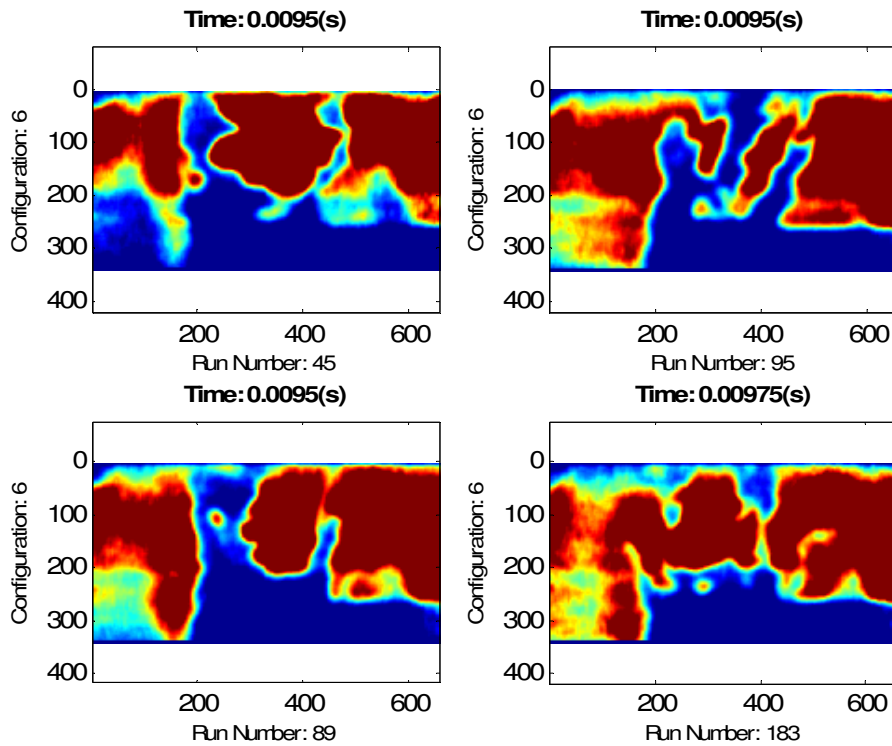 Time: 0.0095(s)
Configuration: 6
0
100
200
300
400
200 400 600
Run Number: 45
Time: 0.0095(s)
Configuration: 6
0
100
200
300
400
200 400 600
Run Number: 95
Time: 0.0095(s)
Configuration: 6
0
100
200
300
400
200 400 600
Run Number: 89
Time: 0.00975(s)
Configuration: 6
0
100
200
300
400
200 400 600
Run Number: 183